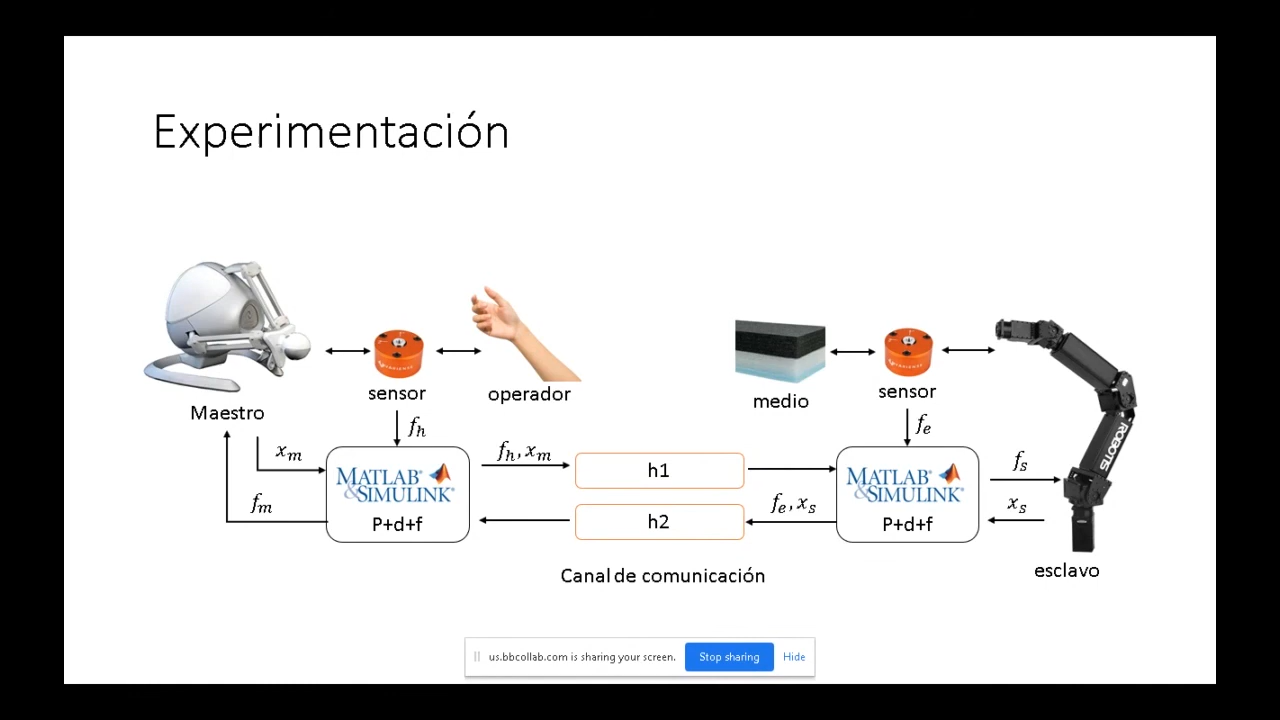 Experimentación
sensor
operador
Maestro
fₕ
xₘ
fₘ
MATLAB®
&SIMULINK®
P+d+f
fₕ, xₘ
h1
h2
fₑ, xₛ
Canal de comunicación
medio
sensor
fₑ
MATLAB®
&SIMULINK®
P+d+f
fₛ
xₛ
ROBOTIS
esclavo
us.bbcollab.com is sharing your screen.
Stop sharing
Hide